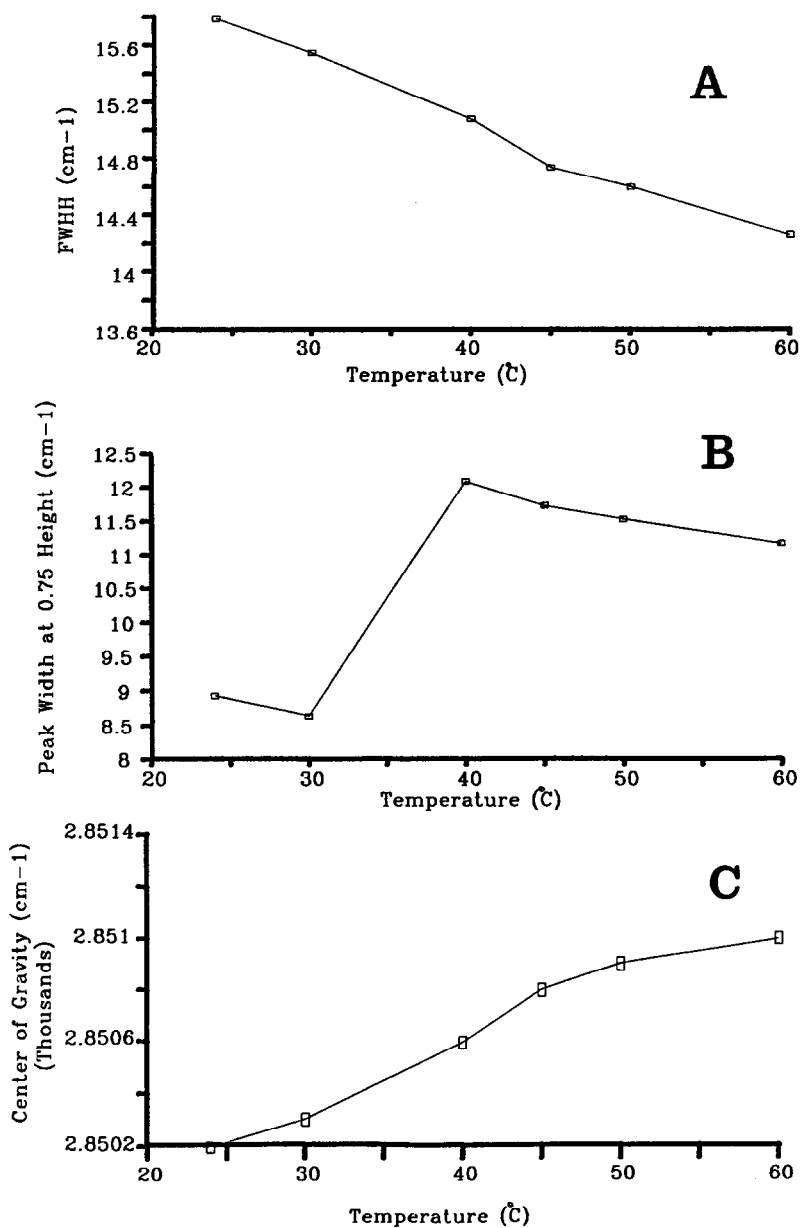 A
FWHH (cm-1)
15.6
15.2
14.8
14.4
14
13.6
20 30 40 50 60
Temperature (°C)
B
Peak Width at 0.75 Height (cm-1)
12.5
12
11.5
11
10.5
10
9.5
9
8.5
8
20 30 40 50 60
Temperature (°C)
C
Center of Gravity (cm-1)
(Thousands)
2.8514
2.851
2.8506
2.8502
20 30 40 50 60
Temperature (°C)